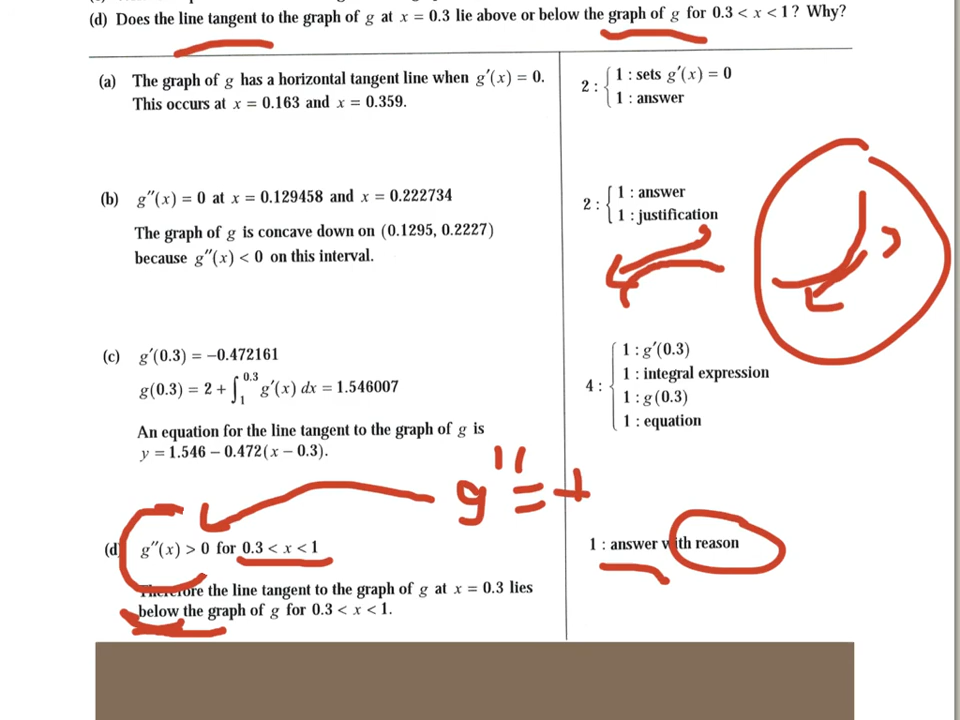 (d) Does the line tangent to the graph of g at x = 0.3 lie above or below the graph of g for 0.3 < x < 1? Why?
(a) The graph of g has a horizontal tangent line when g′(x) = 0.
This occurs at x = 0.163 and x = 0.359.
2 : { 1 : sets g′(x) = 0
1 : answer
(b) g″(x) = 0 at x = 0.129458 and x = 0.222734
The graph of g is concave down on (0.1295, 0.2227)
because g″(x) < 0 on this interval.
2 : { 1 : answer
1 : justification
(c) g′(0.3) = −0.472161
g(0.3) = 2 + ∫₁^0.3 g′(x) dx = 1.546007
An equation for the line tangent to the graph of g is
y = 1.546 − 0.472(x − 0.3).
4 : { 1 : g′(0.3)
1 : integral expression
1 : g(0.3)
1 : equation
g″ = +
(d) g″(x) > 0 for 0.3 < x < 1
Therefore the line tangent to the graph of g at x = 0.3 lies
below the graph of g for 0.3 < x < 1.
1 : answer with reason